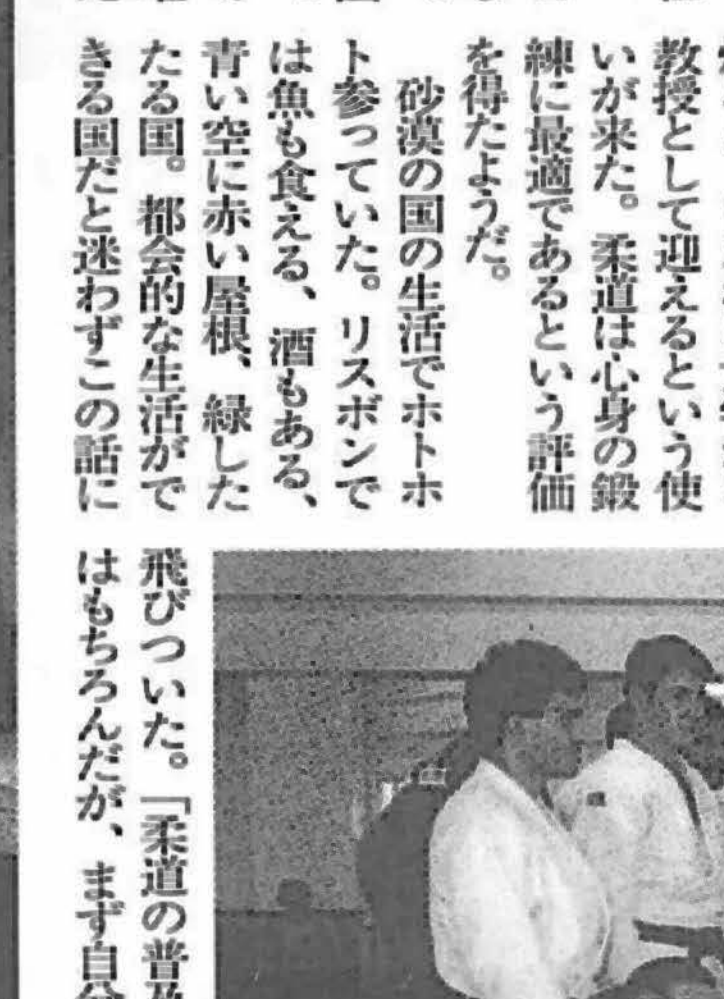 教授として迎えるという使
いが来た。柔道は心身の鍛
練に最適であるという評価
を得たようだ。
砂漠の国の生活でホトホ
ト参っていた。リスボンで
は魚も食える、酒もある、
青い空に赤い屋根、緑した
たる国。都会的な生活がで
きる国だと迷わずこの話に
飛びついた。「柔道の普及
はもちろんだが、まず自分